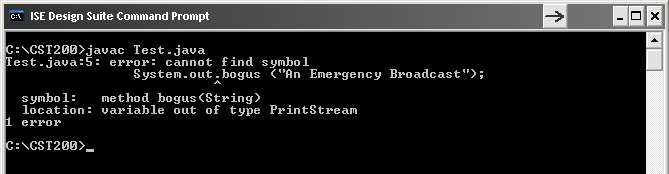 ISE Design Suite Command Prompt
C:\CST200>javac Test.java
Test.java:5: error: cannot find symbol
                System.out.bogus ("An Emergency Broadcast");
                          ^
  symbol:   method bogus(String)
  location: variable out of type PrintStream
1 error
C:\CST200>_